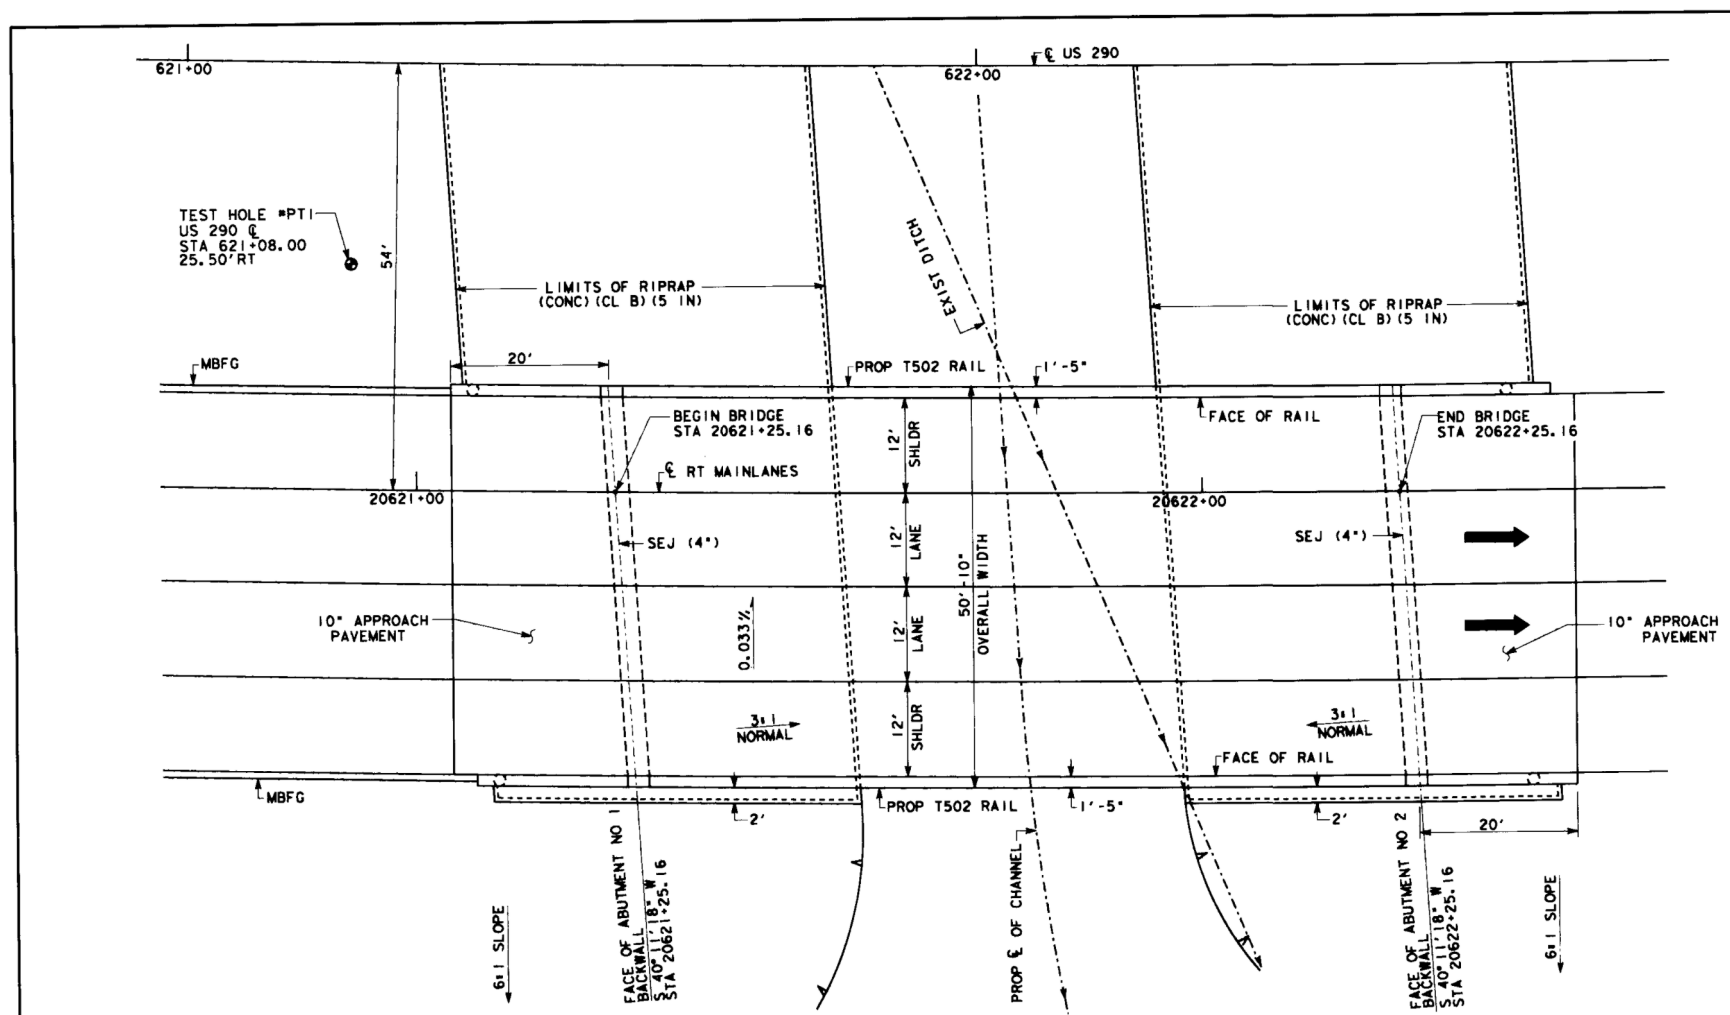 621+00
622+00
℄ US 290
TEST HOLE #PT1
US 290 ℄
STA 621+08.00
25.50'RT
54'
EXIST DITCH
LIMITS OF RIPRAP
(CONC)(CL B)(5 IN)
LIMITS OF RIPRAP
(CONC)(CL B)(5 IN)
MBFG
20'
PROP T502 RAIL
1'-5"
BEGIN BRIDGE
STA 20621+25.16
12'
SHLDR
FACE OF RAIL
END BRIDGE
STA 20622+25.16
℄ RT MAINLANES
20621+00
20622+00
SEJ (4")
12'
LANE
50'-10"
OVERALL WIDTH
SEJ (4")
10" APPROACH
PAVEMENT
0.033%
12'
LANE
10" APPROACH
PAVEMENT
3:1
NORMAL
12'
SHLDR
3:1
NORMAL
FACE OF RAIL
MBFG
2'
PROP T502 RAIL
1'-5"
2'
20'
6:1 SLOPE
FACE OF ABUTMENT NO 1
BACKWALL
S 40° 11' 18" W
STA 20621+25.16
PROP ℄ OF CHANNEL
FACE OF ABUTMENT NO 2
BACKWALL
S 40° 11' 18" W
STA 20622+25.16
6:1 SLOPE